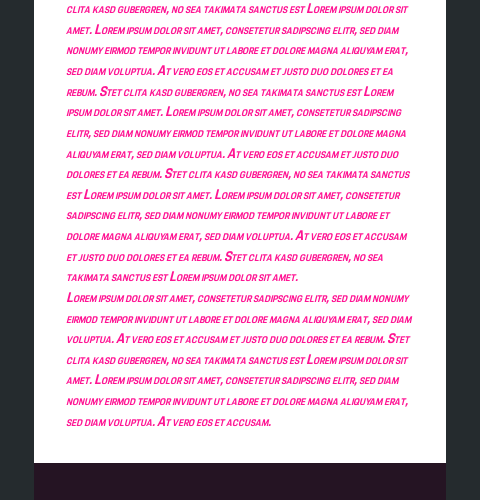 clita kasd gubergren, no sea takimata sanctus est Lorem ipsum dolor sit
amet. Lorem ipsum dolor sit amet, consetetur sadipscing elitr, sed diam
nonumy eirmod tempor invidunt ut labore et dolore magna aliquyam erat,
sed diam voluptua. At vero eos et accusam et justo duo dolores et ea
rebum. Stet clita kasd gubergren, no sea takimata sanctus est Lorem
ipsum dolor sit amet. Lorem ipsum dolor sit amet, consetetur sadipscing
elitr, sed diam nonumy eirmod tempor invidunt ut labore et dolore magna
aliquyam erat, sed diam voluptua. At vero eos et accusam et justo duo
dolores et ea rebum. Stet clita kasd gubergren, no sea takimata sanctus
est Lorem ipsum dolor sit amet. Lorem ipsum dolor sit amet, consetetur
sadipscing elitr, sed diam nonumy eirmod tempor invidunt ut labore et
dolore magna aliquyam erat, sed diam voluptua. At vero eos et accusam
et justo duo dolores et ea rebum. Stet clita kasd gubergren, no sea
takimata sanctus est Lorem ipsum dolor sit amet.
Lorem ipsum dolor sit amet, consetetur sadipscing elitr, sed diam nonumy
eirmod tempor invidunt ut labore et dolore magna aliquyam erat, sed diam
voluptua. At vero eos et accusam et justo duo dolores et ea rebum. Stet
clita kasd gubergren, no sea takimata sanctus est Lorem ipsum dolor sit
amet. Lorem ipsum dolor sit amet, consetetur sadipscing elitr, sed diam
nonumy eirmod tempor invidunt ut labore et dolore magna aliquyam erat,
sed diam voluptua. At vero eos et accusam.